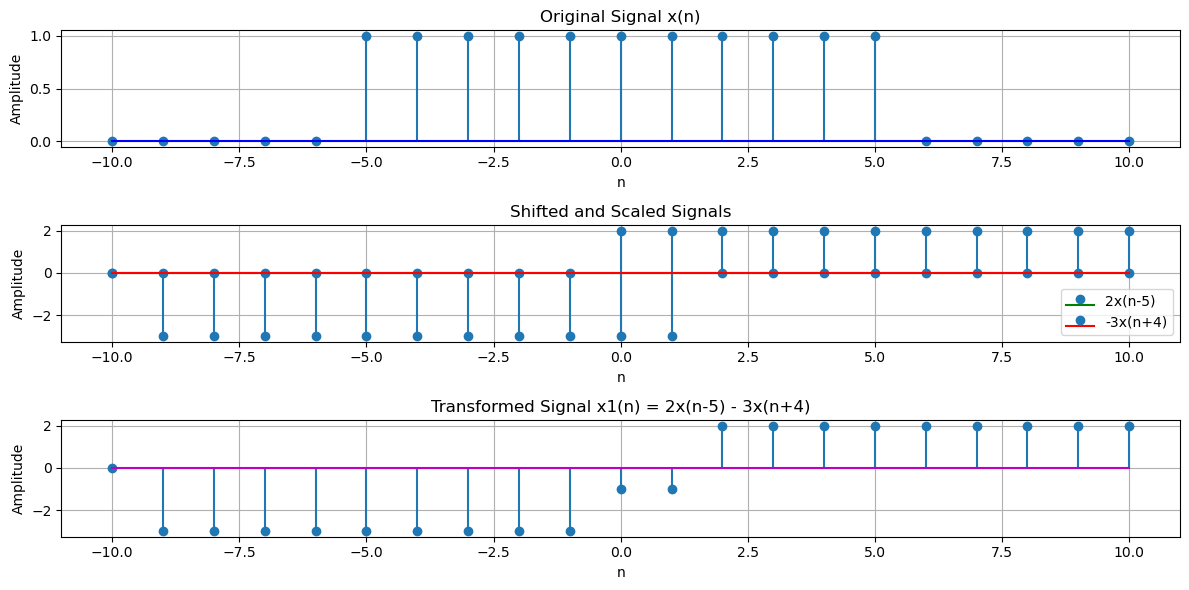 Original Signal x(n)
1.0
0.5
0.0
Amplitude
−10.0 −7.5 −5.0 −2.5 0.0 2.5 5.0 7.5 10.0
n
Shifted and Scaled Signals
2
0
−2
Amplitude
2x(n-5)
-3x(n+4)
−10.0 −7.5 −5.0 −2.5 0.0 2.5 5.0 7.5 10.0
n
Transformed Signal x1(n) = 2x(n-5) - 3x(n+4)
2
0
−2
Amplitude
−10.0 −7.5 −5.0 −2.5 0.0 2.5 5.0 7.5 10.0
n